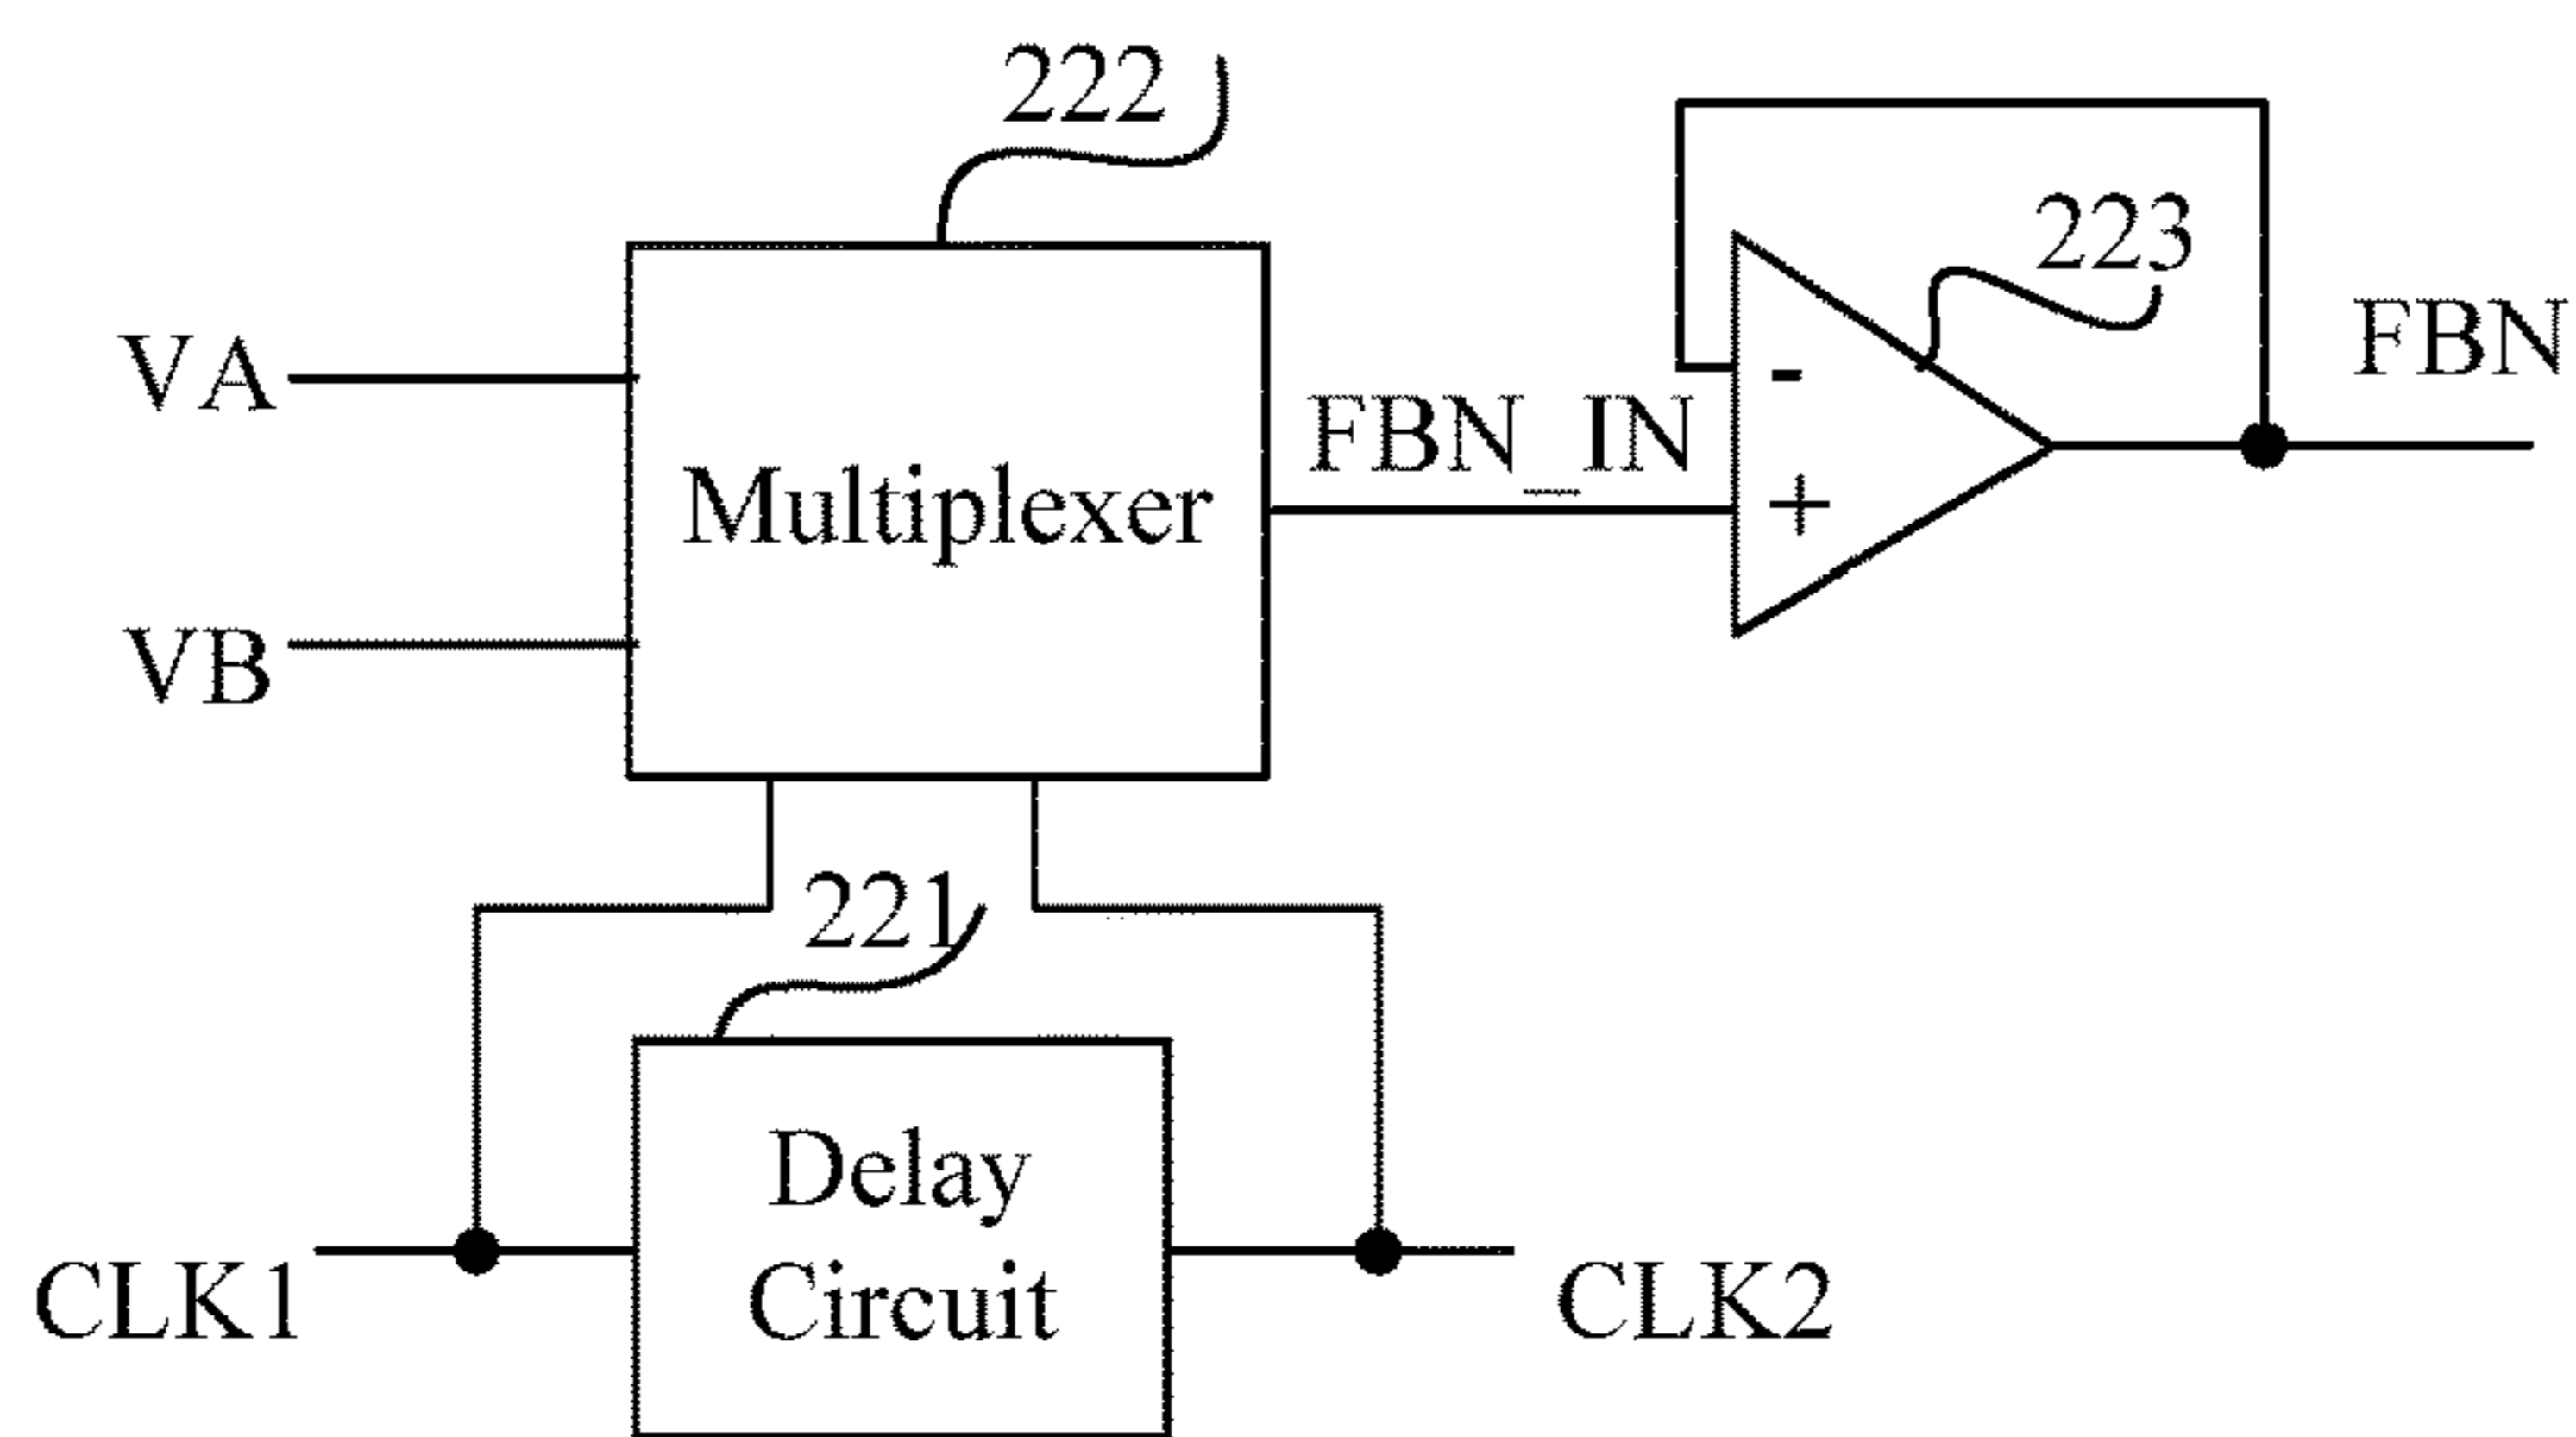 222
223
VA
FBN
FBN_IN
-
Multiplexer
+
VB
221
Delay
Circuit
CLK1
CLK2